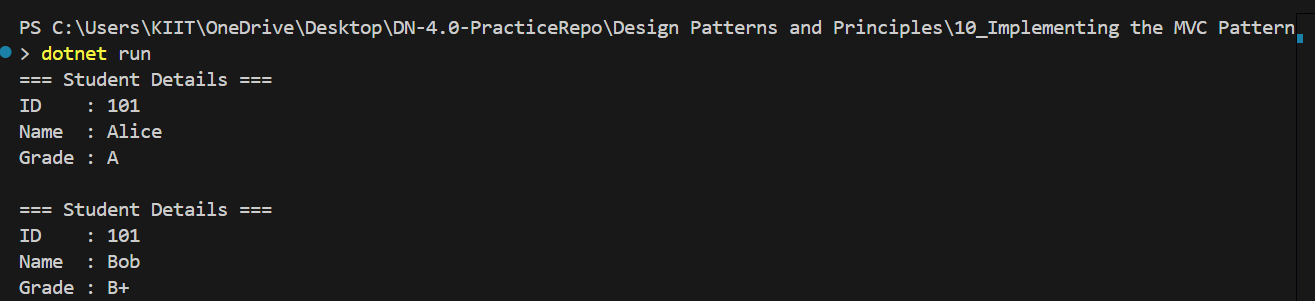 PS C:\Users\KIIT\OneDrive\Desktop\DN-4.0-PracticeRepo\Design Patterns and Principles\10_Implementing the MVC Pattern
> dotnet run
=== Student Details ===
ID    : 101
Name  : Alice
Grade : A

=== Student Details ===
ID    : 101
Name  : Bob
Grade : B+